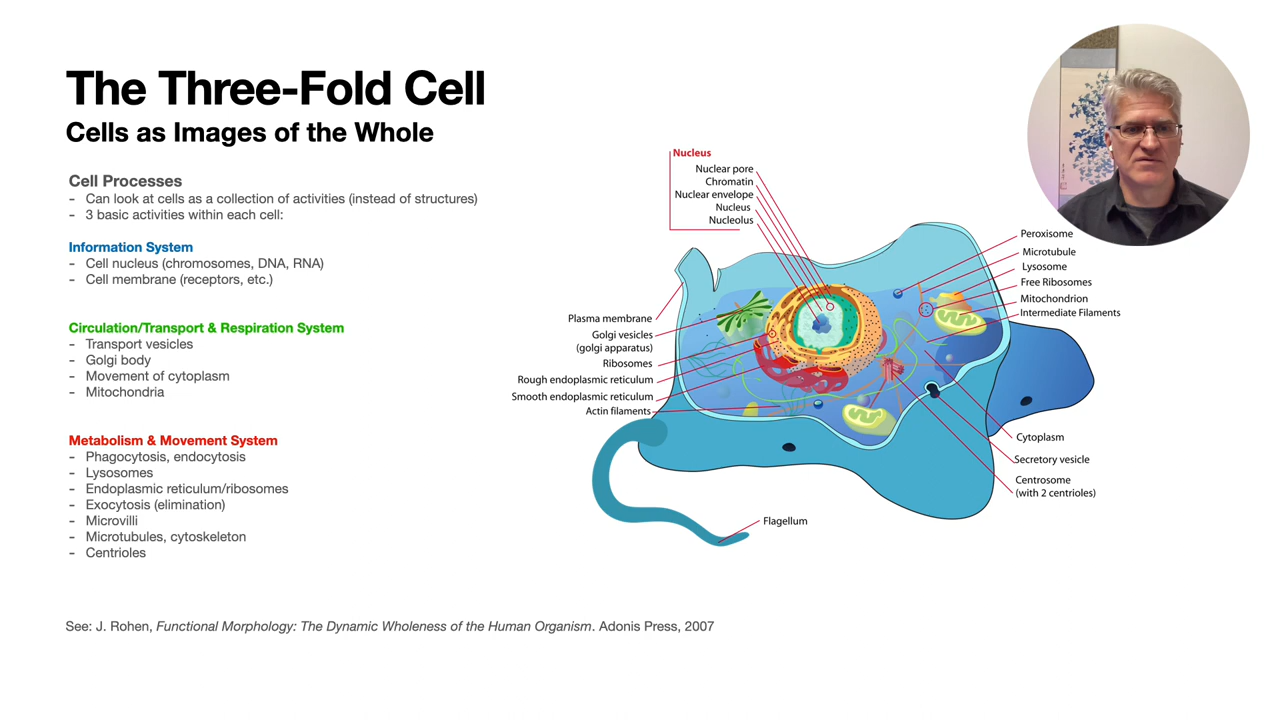 The Three-Fold Cell
Cells as Images of the Whole
Cell Processes
- Can look at cells as a collection of activities (instead of structures)
- 3 basic activities within each cell:
Information System
- Cell nucleus (chromosomes, DNA, RNA)
- Cell membrane (receptors, etc.)
Circulation/Transport & Respiration System
- Transport vesicles
- Golgi body
- Movement of cytoplasm
- Mitochondria
Metabolism & Movement System
- Phagocytosis, endocytosis
- Lysosomes
- Endoplasmic reticulum/ribosomes
- Exocytosis (elimination)
- Microvilli
- Microtubules, cytoskeleton
- Centrioles
Nucleus
Nuclear pore
Chromatin
Nuclear envelope
Nucleus
Nucleolus
Plasma membrane
Golgi vesicles
(golgi apparatus)
Ribosomes
Rough endoplasmic reticulum
Smooth endoplasmic reticulum
Actin filaments
Peroxisome
Microtubule
Lysosome
Free Ribosomes
Mitochondrion
Intermediate Filaments
Cytoplasm
Secretory vesicle
Centrosome
(with 2 centrioles)
Flagellum
See: J. Rohen, Functional Morphology: The Dynamic Wholeness of the Human Organism. Adonis Press, 2007